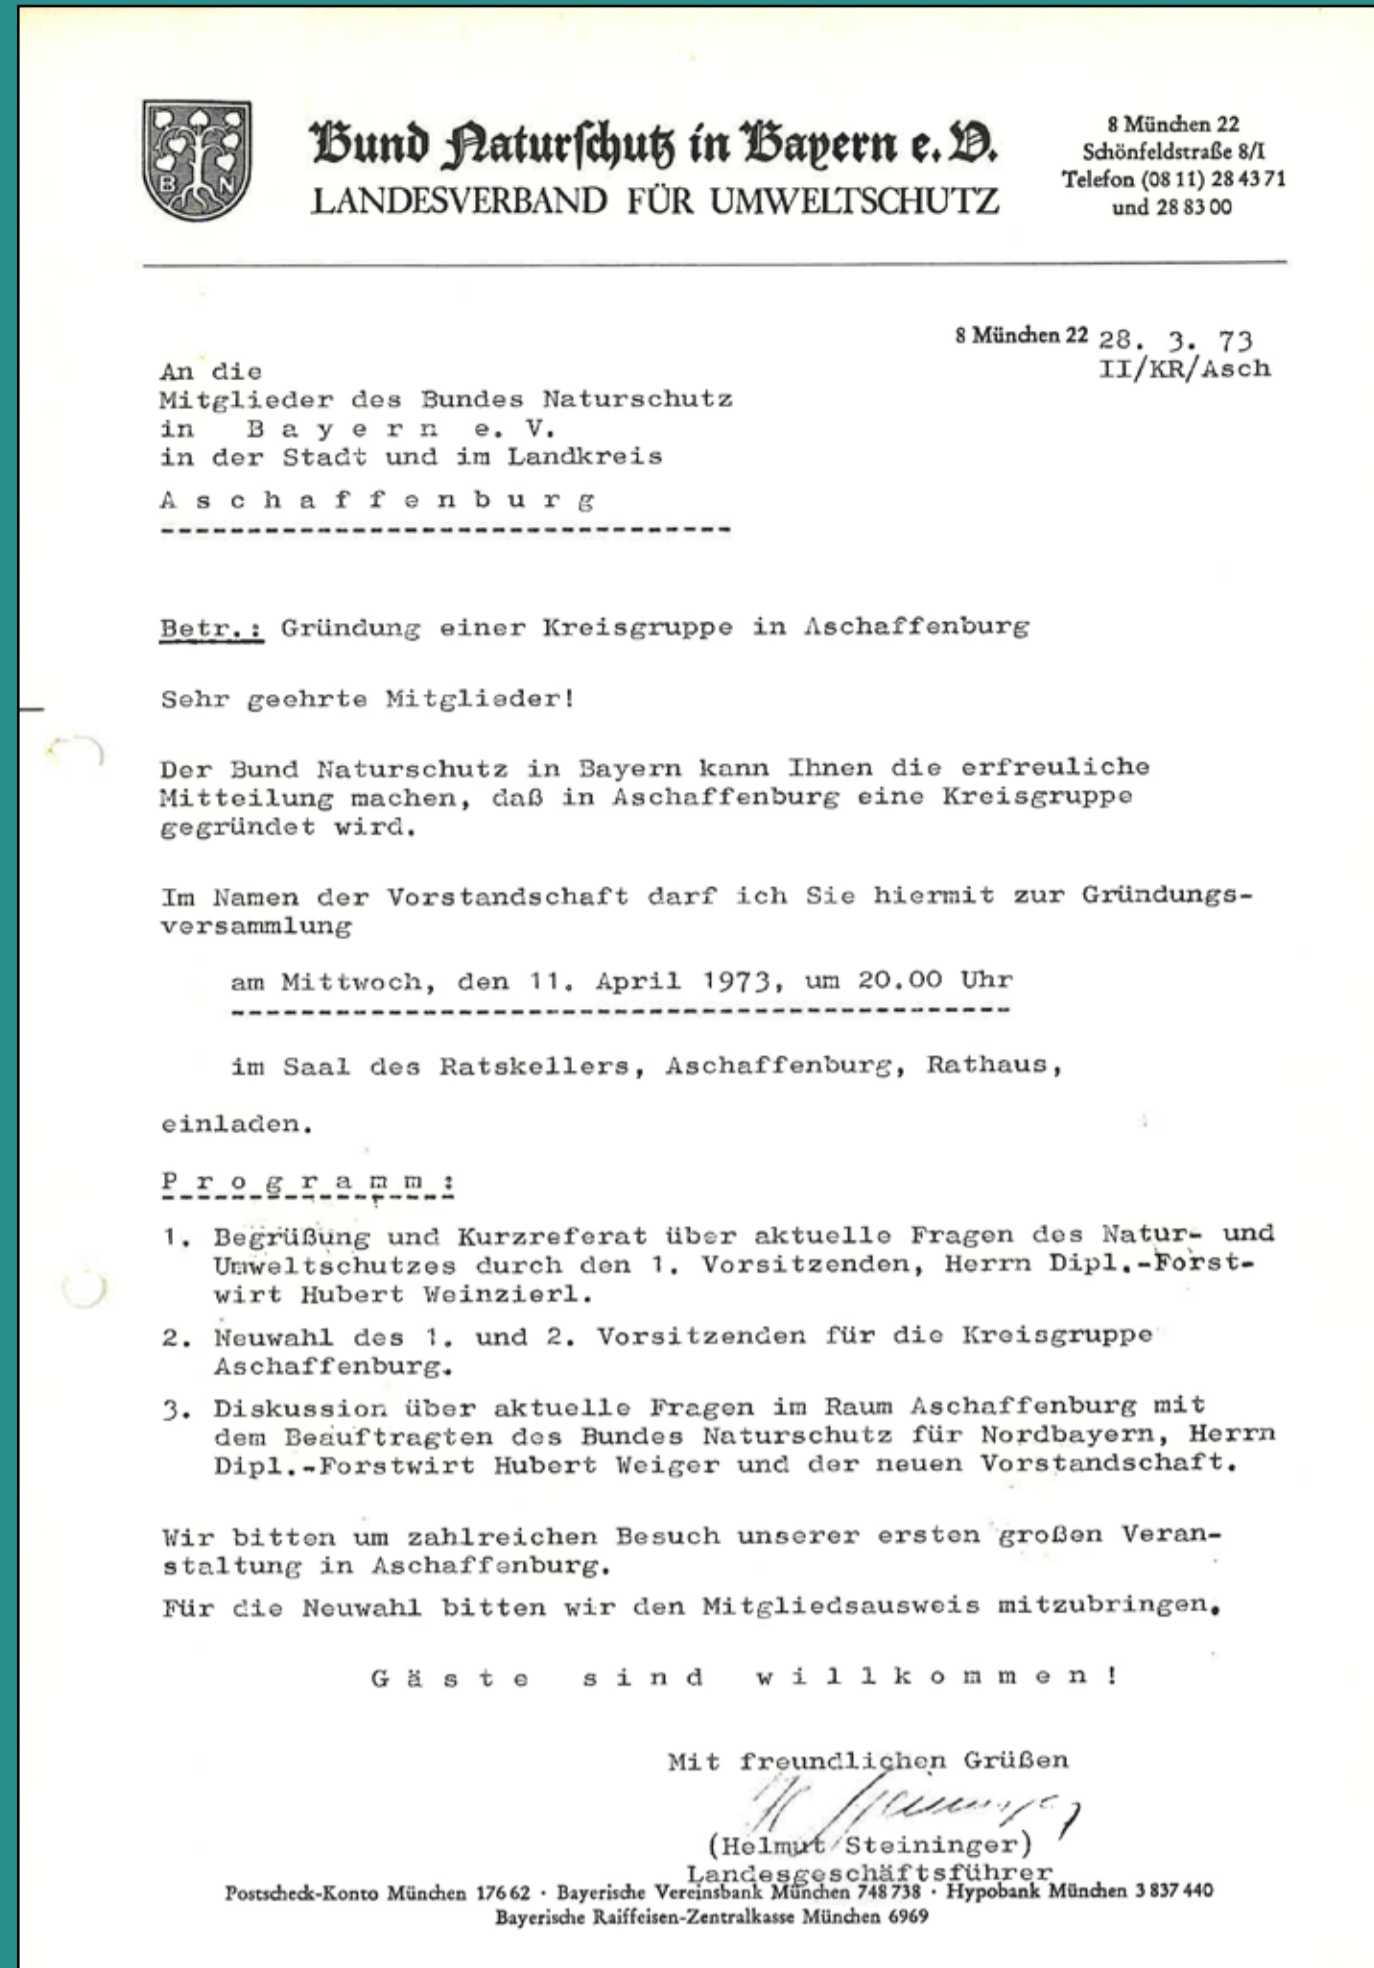 B N
Bund Naturschutz in Bayern e. V.
LANDESVERBAND FÜR UMWELTSCHUTZ
8 München 22
Schönfeldstraße 8/I
Telefon (08 11) 28 43 71
und 28 83 00
8 München 22 28. 3. 73
II/KR/Asch
An die
Mitglieder des Bundes Naturschutz
in B a y e r n e. V.
in der Stadt und im Landkreis
A s c h a f f e n b u r g
Betr.: Gründung einer Kreisgruppe in Aschaffenburg
Sehr geehrte Mitglieder!
Der Bund Naturschutz in Bayern kann Ihnen die erfreuliche
Mitteilung machen, daß in Aschaffenburg eine Kreisgruppe
gegründet wird.
Im Namen der Vorstandschaft darf ich Sie hiermit zur Gründungs-
versammlung
am Mittwoch, den 11. April 1973, um 20.00 Uhr
im Saal des Ratskellers, Aschaffenburg, Rathaus,
einladen.
P r o g r a m m :
1. Begrüßung und Kurzreferat über aktuelle Fragen des Natur- und
Umweltschutzes durch den 1. Vorsitzenden, Herrn Dipl.-Forst-
wirt Hubert Weinzierl.
2. Neuwahl des 1. und 2. Vorsitzenden für die Kreisgruppe
Aschaffenburg.
3. Diskussion über aktuelle Fragen im Raum Aschaffenburg mit
dem Beauftragten des Bundes Naturschutz für Nordbayern, Herrn
Dipl.-Forstwirt Hubert Weiger und der neuen Vorstandschaft.
Wir bitten um zahlreichen Besuch unserer ersten großen Veran-
staltung in Aschaffenburg.
Für die Neuwahl bitten wir den Mitgliedsausweis mitzubringen.
G ä s t e s i n d w i l l k o m m e n !
Mit freundlichen Grüßen
(Helmut Steininger)
Landesgeschäftsführer
Postscheck-Konto München 176 62 · Bayerische Vereinsbank München 748 738 · Hypobank München 3 837 440
Bayerische Raiffeisen-Zentralkasse München 6969